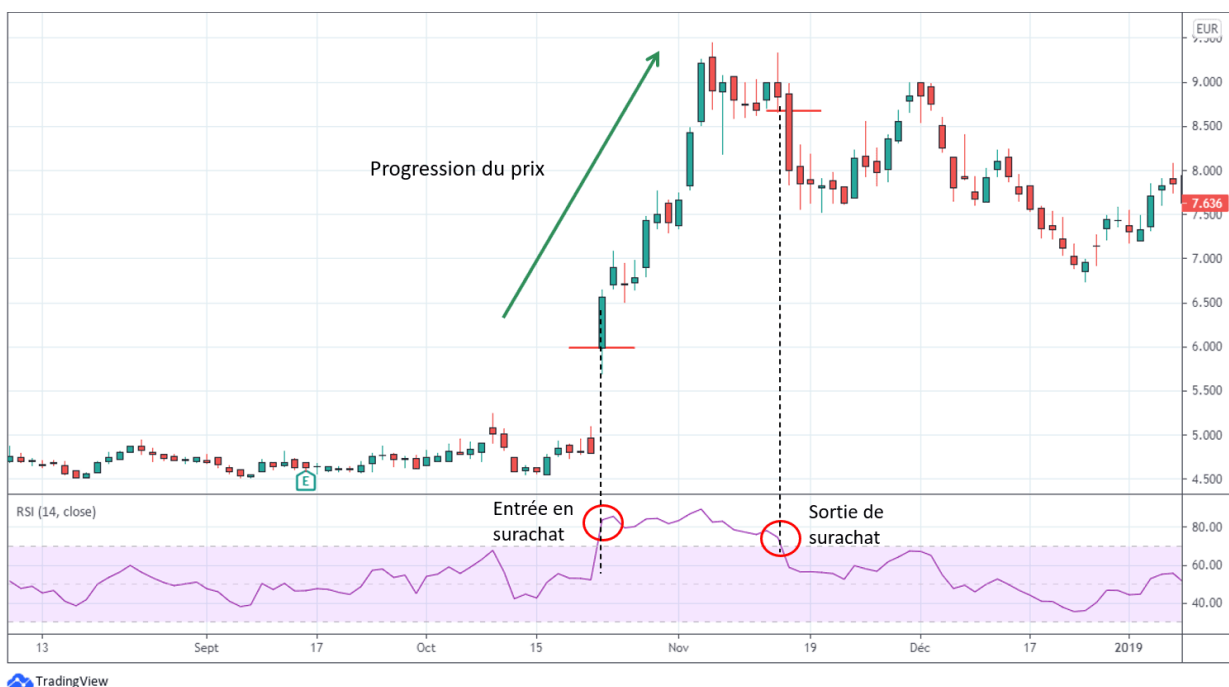 EUR
9.500
9.000
8.500
8.000
7.636
7.500
7.000
6.500
6.000
5.500
5.000
4.500
Progression du prix
E
RSI (14, close)
Entrée en
surachat
Sortie de
surachat
80.00
60.00
40.00
13 Sept 17 Oct 15 Nov 19 Déc 17 2019
TradingView